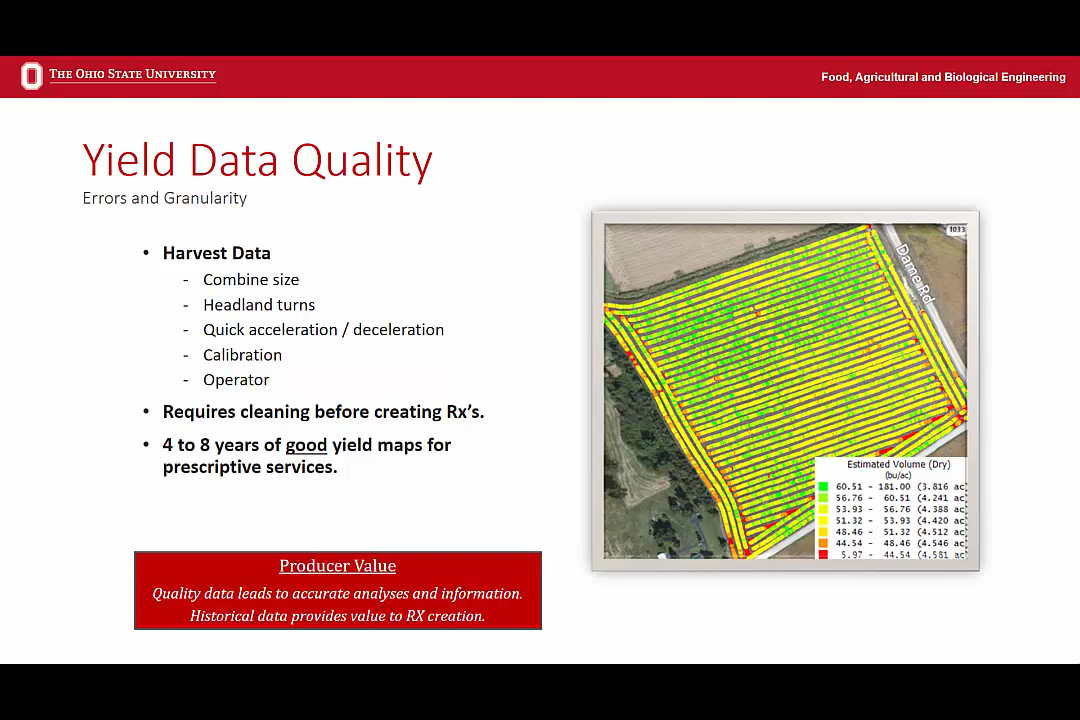 THE OHIO STATE UNIVERSITY
Food, Agricultural and Biological Engineering
Yield Data Quality
Errors and Granularity
• Harvest Data
- Combine size
- Headland turns
- Quick acceleration / deceleration
- Calibration
- Operator
• Requires cleaning before creating Rx's.
• 4 to 8 years of good yield maps for
prescriptive services.
Producer Value
Quality data leads to accurate analyses and information.
Historical data provides value to RX creation.
1033
Dame Rd
Estimated Volume (Dry)
(bu/ac)
60.51 - 181.00 (3.816 ac
56.76 - 60.51 (4.241 ac
53.93 - 56.76 (4.388 ac
51.32 - 53.93 (4.420 ac
48.46 - 51.32 (4.512 ac
44.54 - 48.46 (4.546 ac
5.97 - 44.54 (4.581 ac